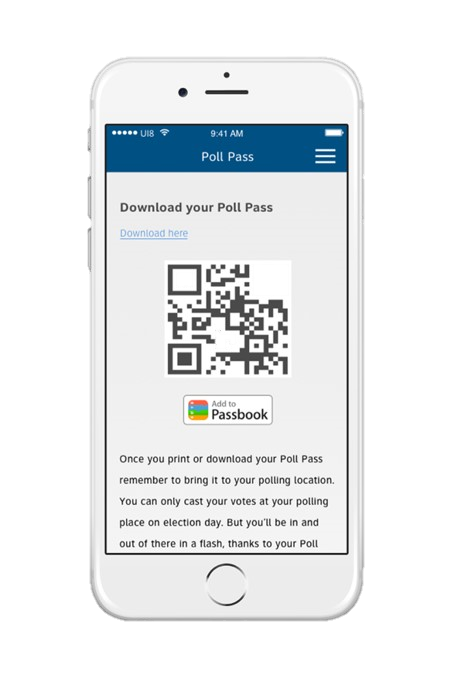 UI8
9:41 AM
Poll Pass
Download your Poll Pass
Download here
Add to
Passbook
Once you print or download your Poll Pass
remember to bring it to your polling location.
You can only cast your votes at your polling
place on election day. But you'll be in and
out of there in a flash, thanks to your Poll